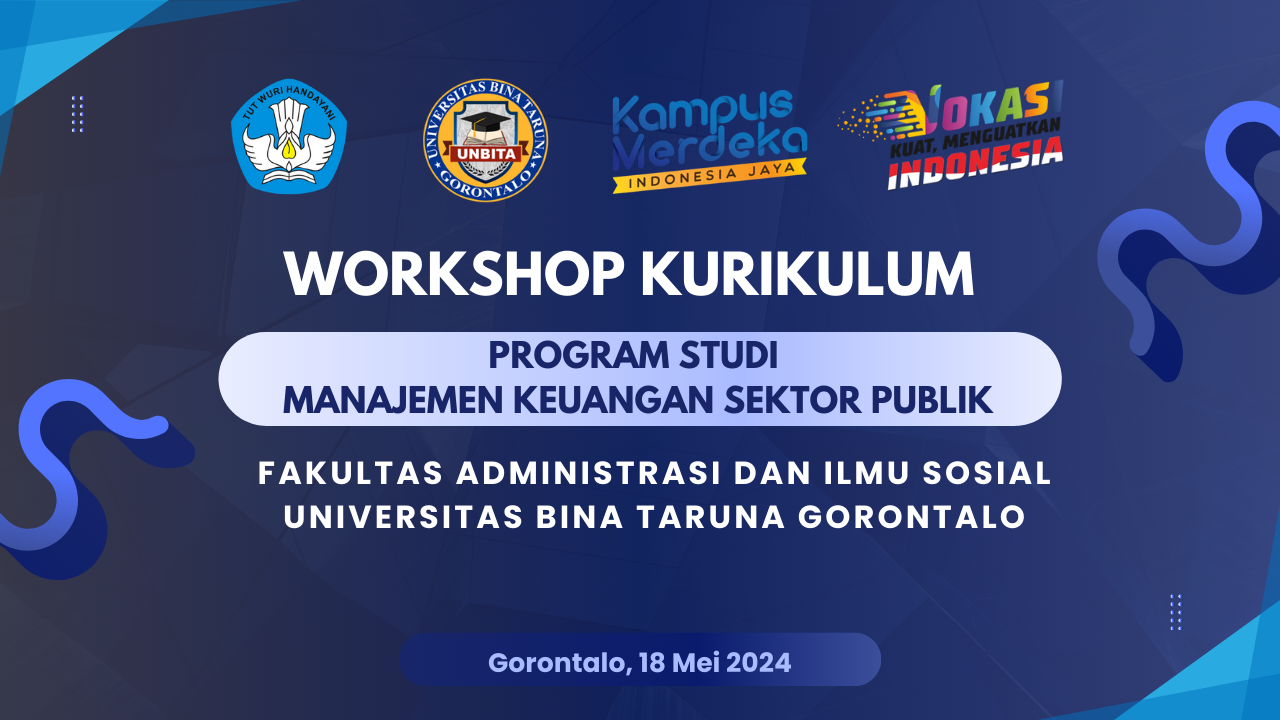 TUT WURI HANDAYANI
UNIVERSITAS BINA TARUNA
UNBITA
GORONTALO
Kampus
Merdeka
INDONESIA JAYA
VOKASI
KUAT, MENGUATKAN
INDONESIA
WORKSHOP KURIKULUM
PROGRAM STUDI
MANAJEMEN KEUANGAN SEKTOR PUBLIK
FAKULTAS ADMINISTRASI DAN ILMU SOSIAL
UNIVERSITAS BINA TARUNA GORONTALO
Gorontalo, 18 Mei 2024